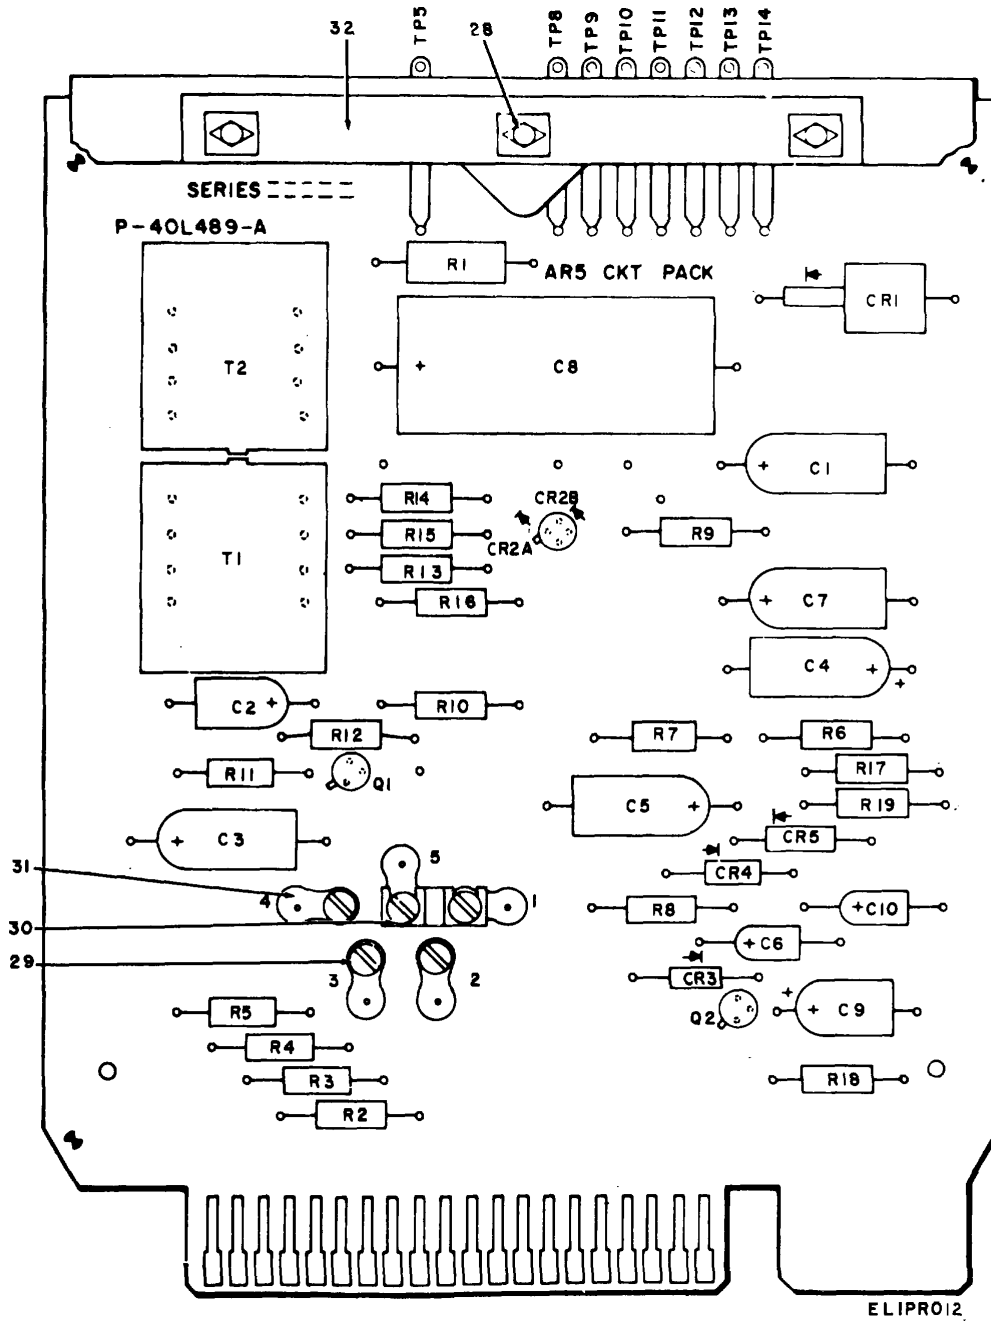 32
TP5
28
TP8
TP9
TP10
TP11
TP12
TP13
TP14
SERIES
P-40L489-A
R1
AR5 CKT PACK
CR1
T2
+ C8
+ C1
R14
CR2B
R15
CR2A
R9
T1
R13
R16
+ C7
C4 +
+
C2 +
R10
R12
R7
R6
R11
Q1
R17
C5 +
R19
+ C3
CR5
5
31
CR4
4
1
R8
+ C10
30
+ C6
29
3
2
CR3
+
R5
Q2
+ C9
R4
R3
R18
R2
EL1PR012